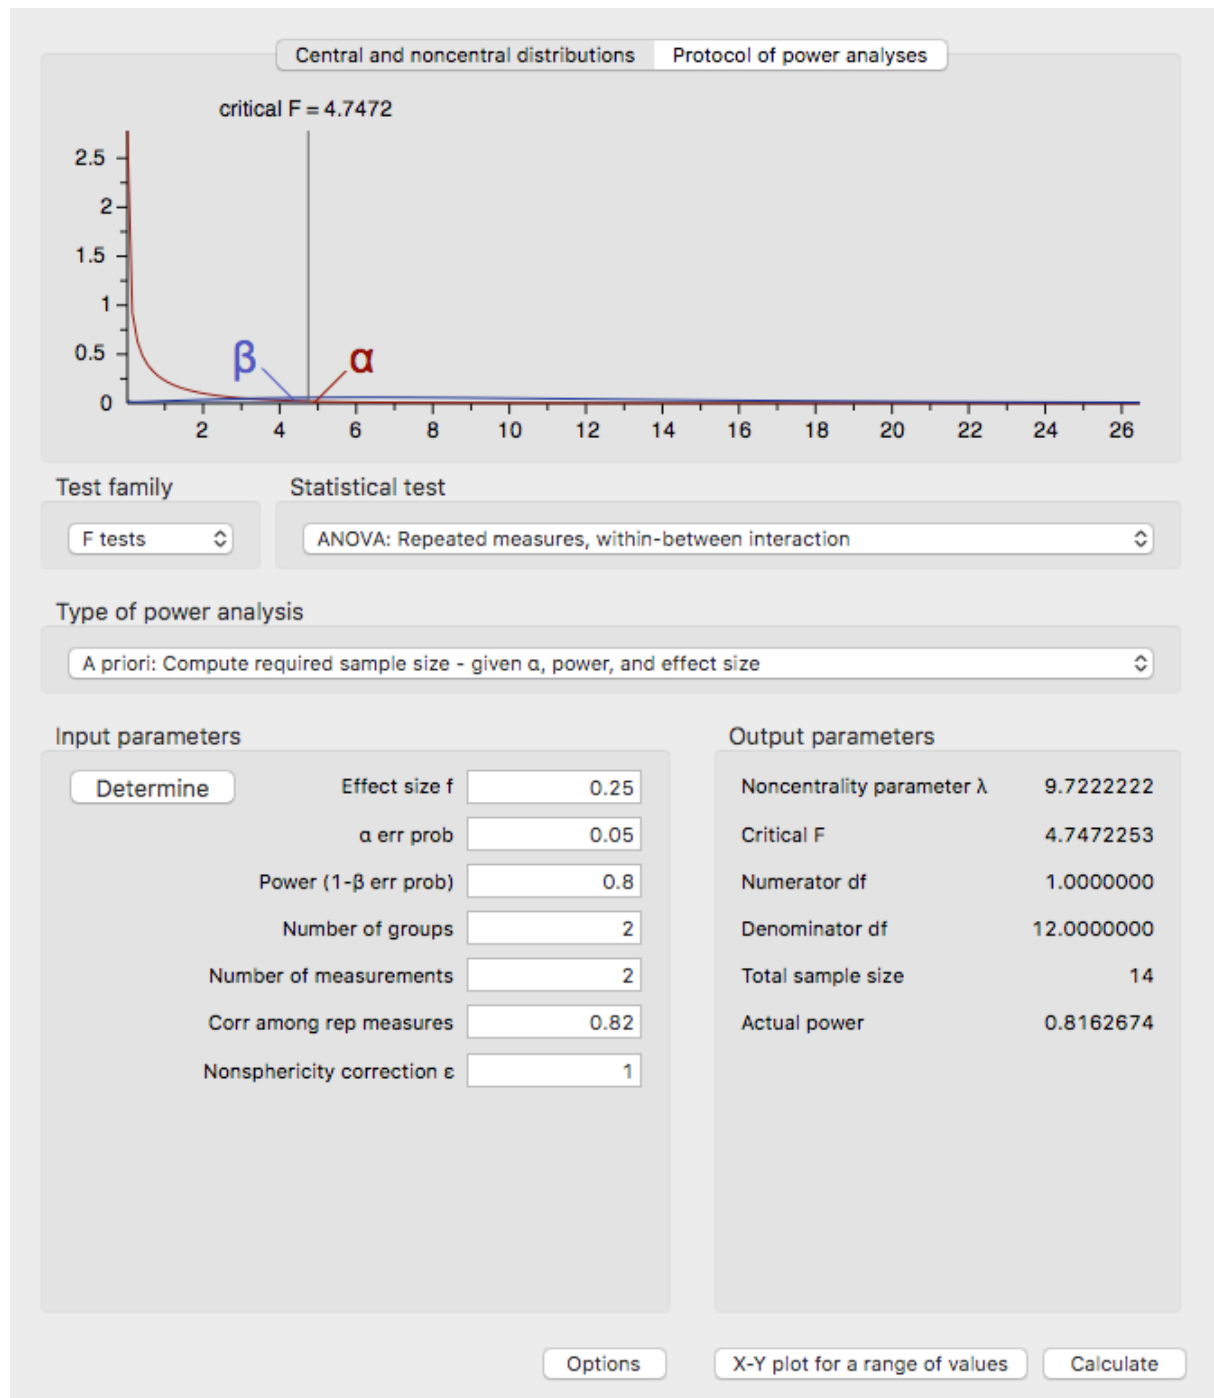 Central and noncentral distributions Protocol of power analyses
critical F = 4.7472
2.5
2
1.5
1
0.5
0
β α
2 4 6 8 10 12 14 16 18 20 22 24 26
Test family Statistical test
F tests ANOVA: Repeated measures, within-between interaction
Type of power analysis
A priori: Compute required sample size - given α, power, and effect size
Input parameters Output parameters
Determine Effect size f 0.25 Noncentrality parameter λ 9.7222222
α err prob 0.05 Critical F 4.7472253
Power (1-β err prob) 0.8 Numerator df 1.0000000
Number of groups 2 Denominator df 12.0000000
Number of measurements 2 Total sample size 14
Corr among rep measures 0.82 Actual power 0.8162674
Nonsphericity correction ε 1
Options X-Y plot for a range of values Calculate